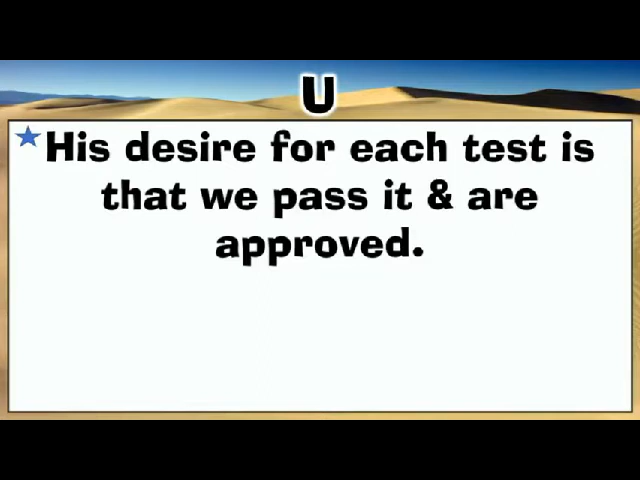 U
His desire for each test is
that we pass it & are
approved.